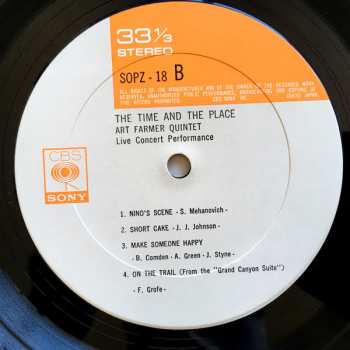 33 1/3
STEREO
SOPZ - 18 B
ALL RIGHTS OF THE MANUFACTURER AND OF THE OWNER OF THE RECORDED WORK
RESERVED. UNAUTHORIZED PUBLIC PERFORMANCE, BROADCASTING AND COPYING OF
THIS RECORD PROHIBITED.
THE TIME AND THE PLACE
ART FARMER QUINTET
Live Concert Performance
CBS
SONY
1. NINO'S SCENE - S. Mehanovich -
2. SHORT CAKE - J. J. Johnson -
3. MAKE SOMEONE HAPPY
- B. Comden - A. Green - J. Styne -
4. ON THE TRAIL (From the "Grand Canyon Suite")
- F. Grofe -